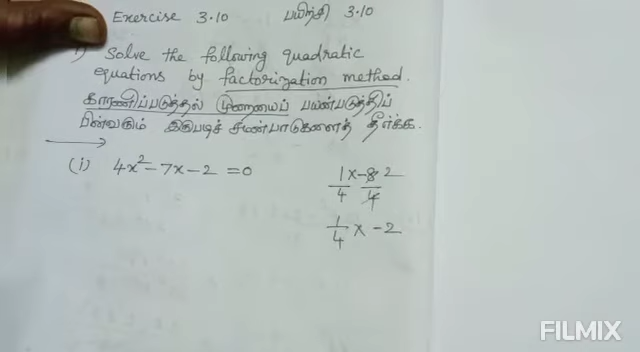 Exercise 3.10 பயிற்சி 3.10
1) Solve the following quadratic
equations by factorization method.
காரணிப்படுத்தல் முறையைப் பயன்படுத்திப்
பின்வரும் இருபடிச் சமன்பாடுகளைத் தீர்க்க.
(i) 4x² - 7x - 2 = 0
1/4 x -8/4 2
1/4 x -2
FILMIX